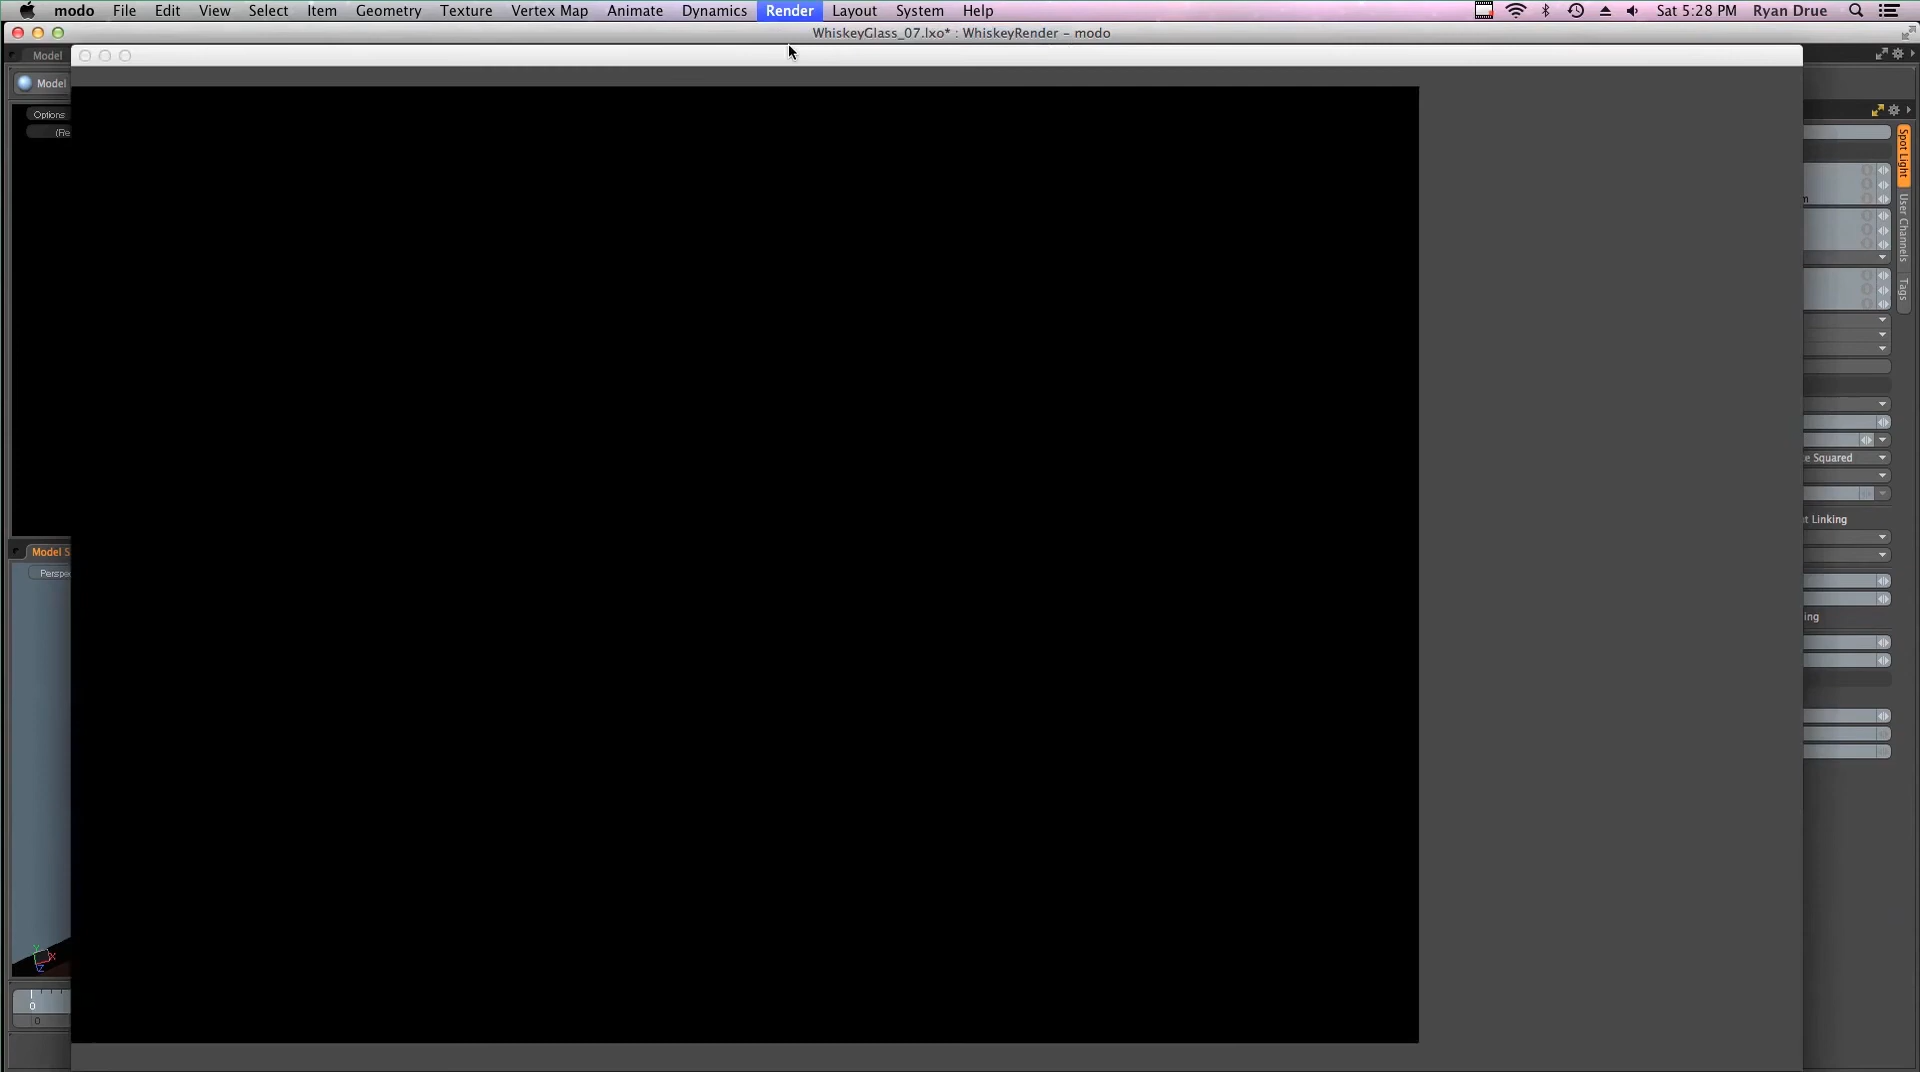 modo File Edit View Select Item Geometry Texture Vertex Map Animate Dynamics Render Layout System Help Sat 5:28 PM Ryan Drue
WhiskeyGlass_07.lxo* : WhiskeyRender – modo
Model
Model
Options
(Re
Spot Light
User Channels
Tags
m
e Squared
t Linking
ing
Model S
Perspec
Y
X
Z
0
0